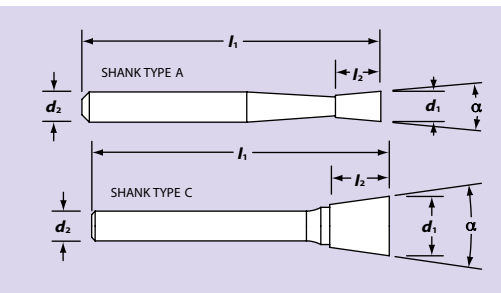 l₁
SHANK TYPE A
l₂
d₂
d₁
α
l₁
SHANK TYPE C
l₂
d₂
d₁
α